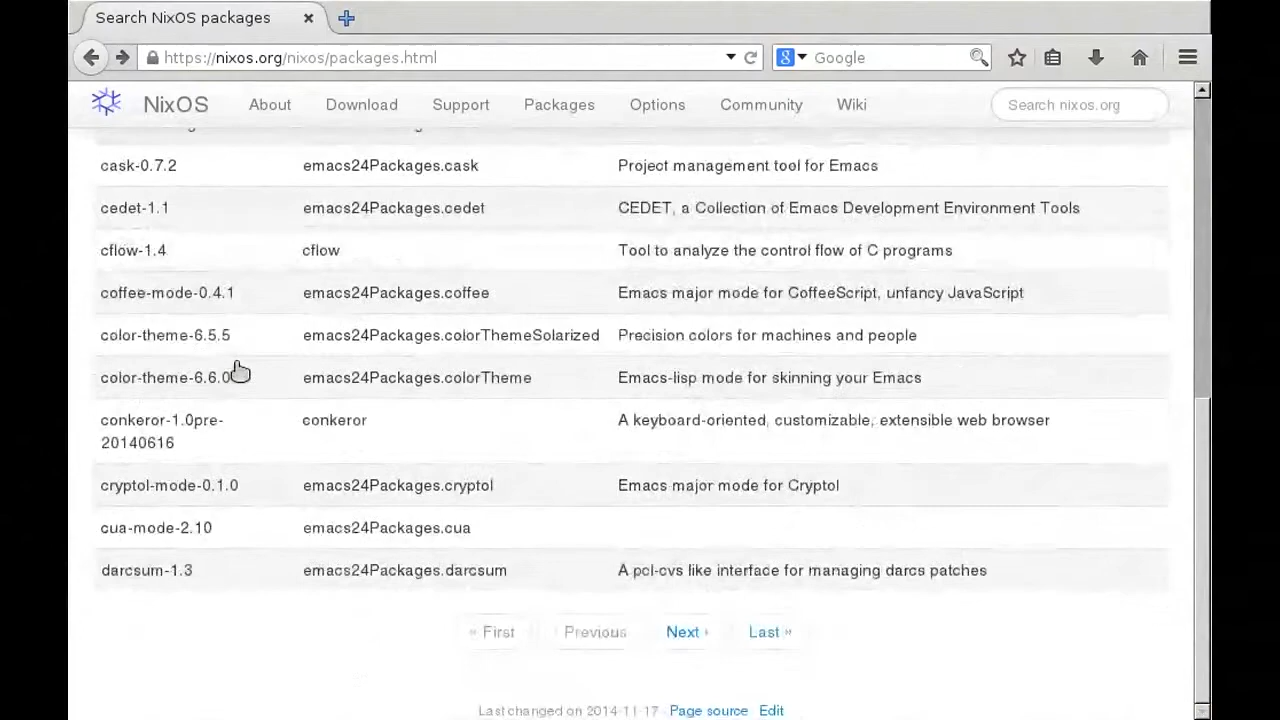 Search NixOS packages
https://nixos.org/nixos/packages.html
Google
NixOS About Download Support Packages Options Community Wiki Search nixos.org
cask-0.7.2 emacs24Packages.cask Project management tool for Emacs
cedet-1.1 emacs24Packages.cedet CEDET, a Collection of Emacs Development Environment Tools
cflow-1.4 cflow Tool to analyze the control flow of C programs
coffee-mode-0.4.1 emacs24Packages.coffee Emacs major mode for CoffeeScript, unfancy JavaScript
color-theme-6.5.5 emacs24Packages.colorThemeSolarized Precision colors for machines and people
color-theme-6.6.0 emacs24Packages.colorTheme Emacs-lisp mode for skinning your Emacs
conkeror-1.0pre- conkeror A keyboard-oriented, customizable, extensible web browser
20140616
cryptol-mode-0.1.0 emacs24Packages.cryptol Emacs major mode for Cryptol
cua-mode-2.10 emacs24Packages.cua
darcsum-1.3 emacs24Packages.darcsum A pcl-cvs like interface for managing darcs patches
« First ‹ Previous Next › Last »
Last changed on 2014-11-17 · Page source · Edit